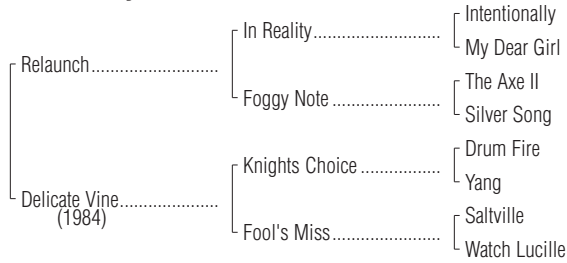 Intentionally
In Reality....................
My Dear Girl
Relaunch........................
The Axe II
Foggy Note.................
Silver Song
Drum Fire
Knights Choice............
Yang
Delicate Vine..................
(1984)
Saltville
Fool's Miss.................
Watch Lucille